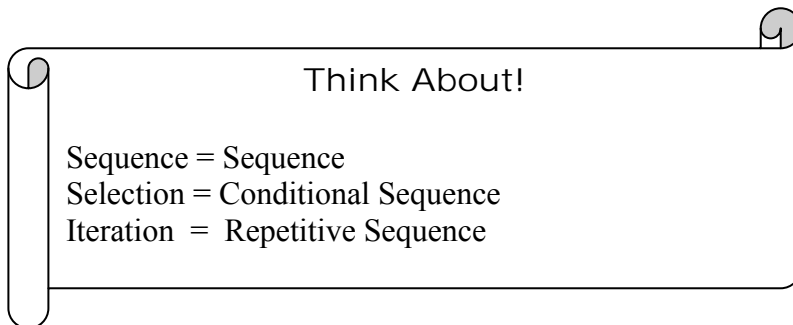 Think About!
Sequence = Sequence
Selection = Conditional Sequence
Iteration = Repetitive Sequence